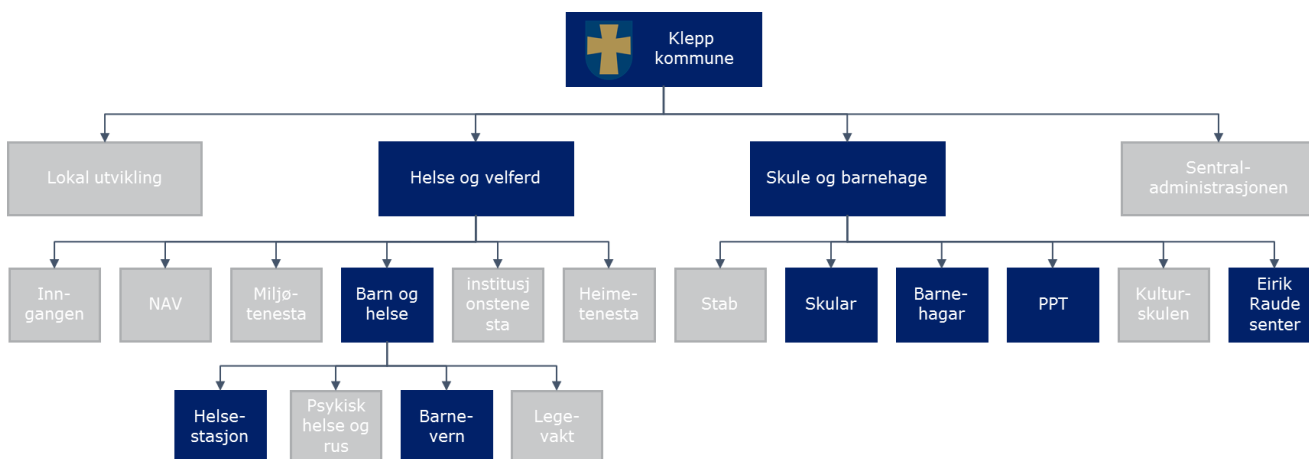 Klepp
kommune
Lokal utvikling
Helse og velferd
Skule og barnehage
Sentral-
administrasjonen
Inn-
gangen
NAV
Miljø-
tenesta
Barn og
helse
institusj
onstene
sta
Heime-
tenesta
Stab
Skular
Barne-
hagar
PPT
Kultur-
skulen
Eirik
Raude
senter
Helse-
stasjon
Psykisk
helse og
rus
Barne-
vern
Lege-
vakt